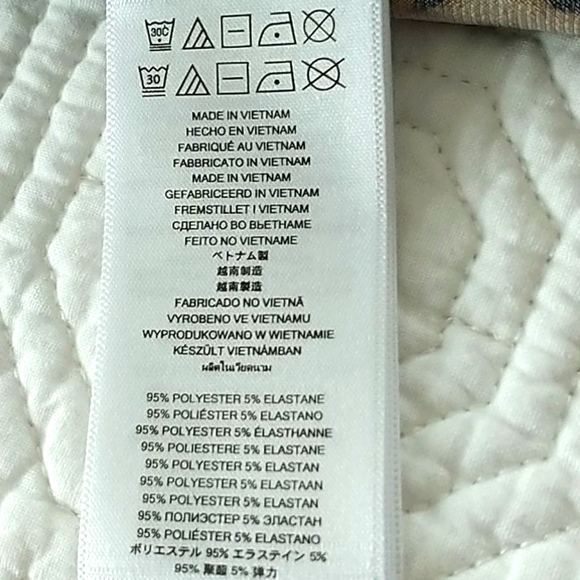 30C
30
MADE IN VIETNAM
HECHO EN VIETNAM
FABRIQUÉ AU VIETNAM
FABBRICATO IN VIETNAM
MADE IN VIETNAM
GEFABRICEERD IN VIETNAM
FREMSTILLET I VIETNAM
СДЕЛАНО ВО ВЬЕТНАМЕ
FEITO NO VIETNAME
ベトナム製
越南制造
越南製造
FABRICADO NO VIETNÃ
VYROBENO VE VIETNAMU
WYPRODUKOWANO W WIETNAMIE
KÉSZÜLT VIETNÁMBAN
ผลิตในเวียดนาม
95% POLYESTER 5% ELASTANE
95% POLIÉSTER 5% ELASTANO
95% POLYESTER 5% ÉLASTHANNE
95% POLIESTERE 5% ELASTANE
95% POLYESTER 5% ELASTAN
95% POLYESTER 5% ELASTAAN
95% POLYESTER 5% ELASTAN
95% ПОЛИЭСТЕР 5% ЭЛАСТАН
95% POLIÉSTER 5% ELASTANO
ポリエステル 95% エラステイン 5%
95% 聚酯 5% 弹力